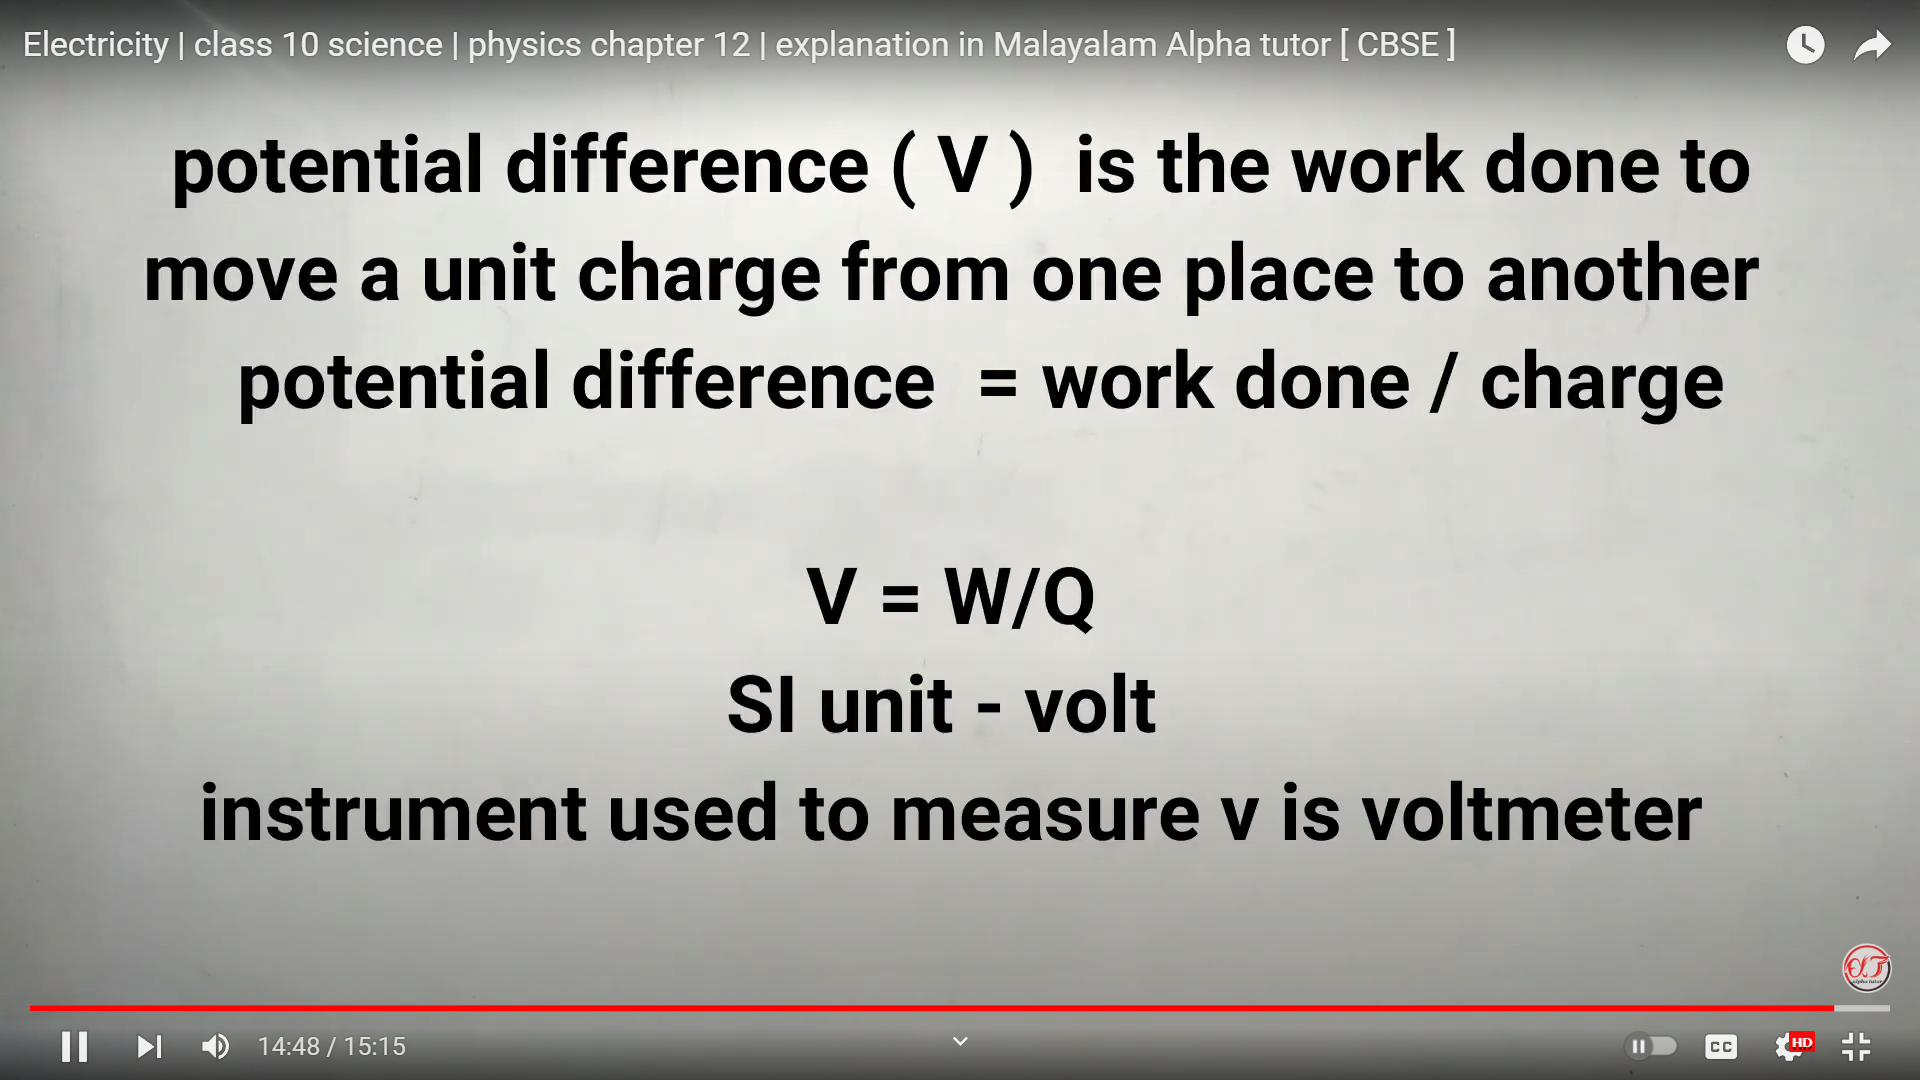 Electricity | class 10 science | physics chapter 12 | explanation in Malayalam Alpha tutor [ CBSE ]
potential difference ( V ) is the work done to
move a unit charge from one place to another
potential difference = work done / charge
V = W/Q
SI unit - volt
instrument used to measure v is voltmeter
alpha tutor
14:48 / 15:15
CC
HD